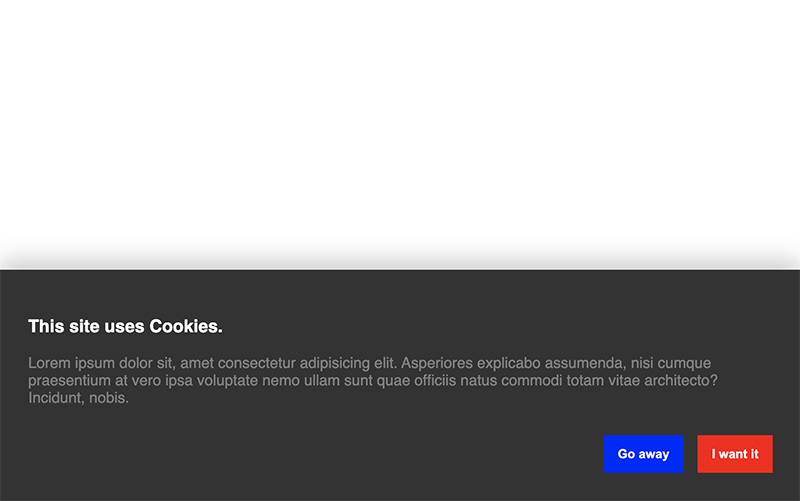 This site uses Cookies.
Lorem ipsum dolor sit, amet consectetur adipisicing elit. Asperiores explicabo assumenda, nisi cumque
praesentium at vero ipsa voluptate nemo ullam sunt quae officiis natus commodi totam vitae architecto?
Incidunt, nobis.
Go away
I want it